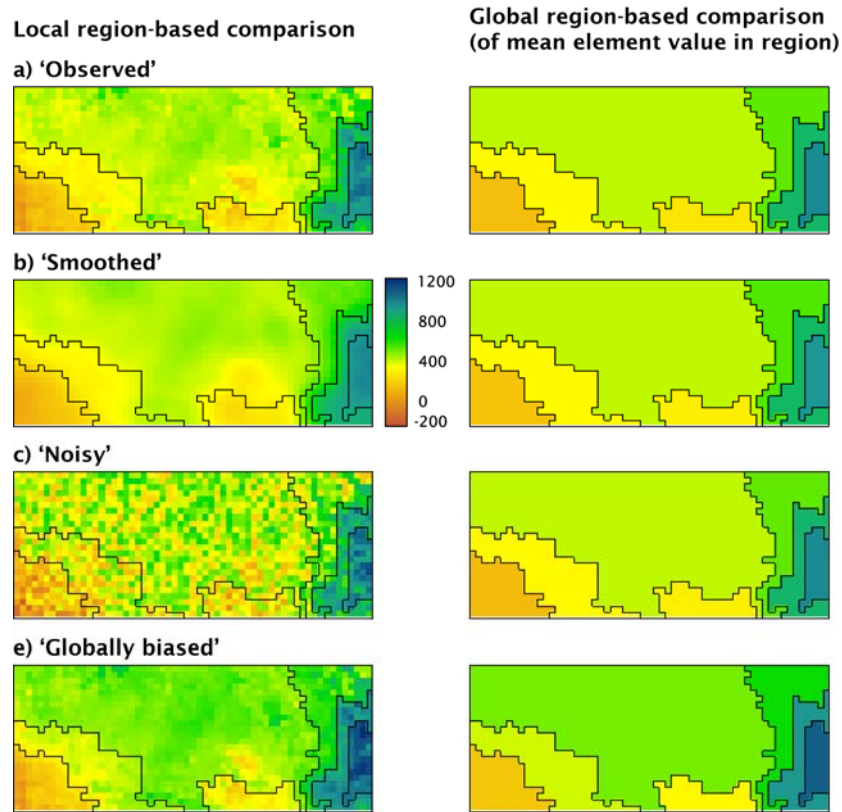 Local region-based comparison
Global region-based comparison
(of mean element value in region)
a) ‘Observed’
b) ‘Smoothed’
1200
800
400
0
-200
c) ‘Noisy’
e) ‘Globally biased’